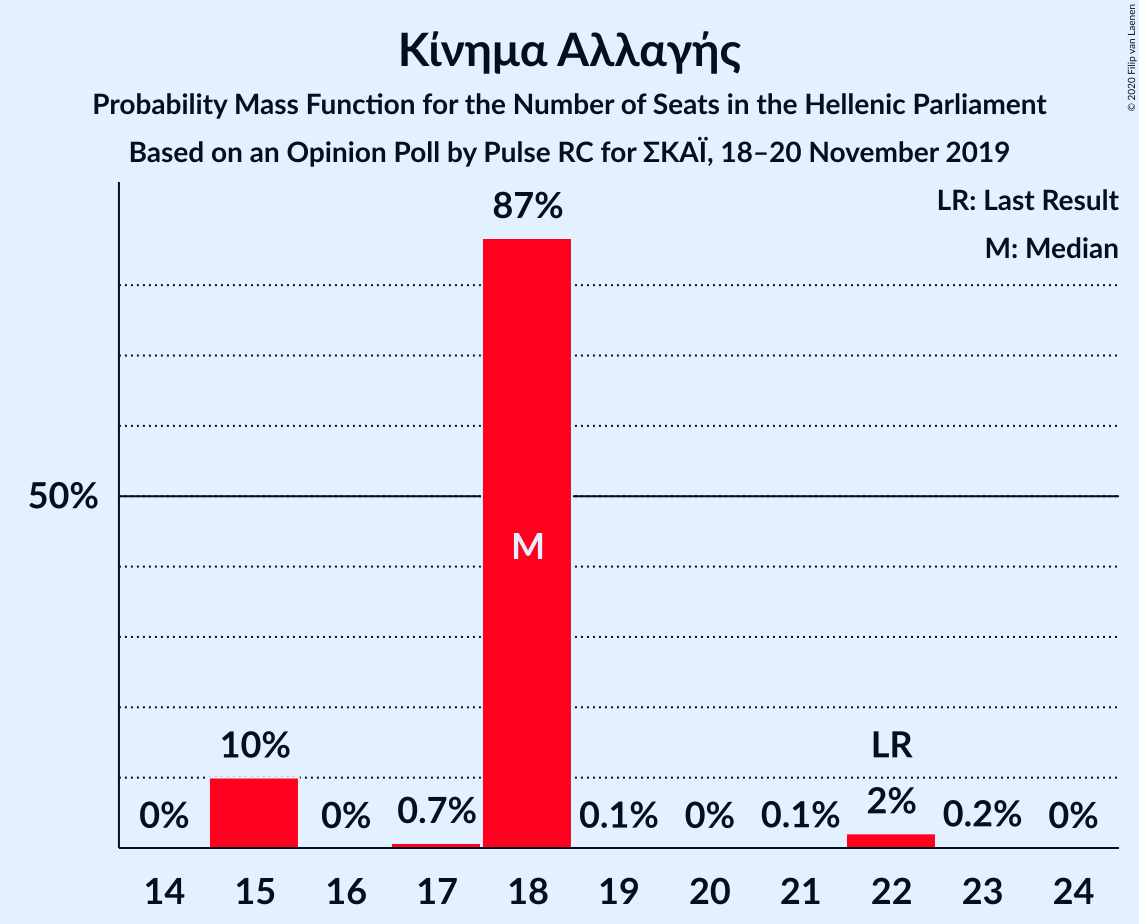 Κίνημα Αλλαγής
Probability Mass Function for the Number of Seats in the Hellenic Parliament
Based on an Opinion Poll by Pulse RC for ΣΚΑΪ, 18–20 November 2019
© 2020 Filip van Laenen
LR: Last Result
M: Median
87%
50%
M
10%
LR
0%
0%
0.7%
0.1%
0%
0.1%
2%
0.2%
0%
14 15 16 17 18 19 20 21 22 23 24